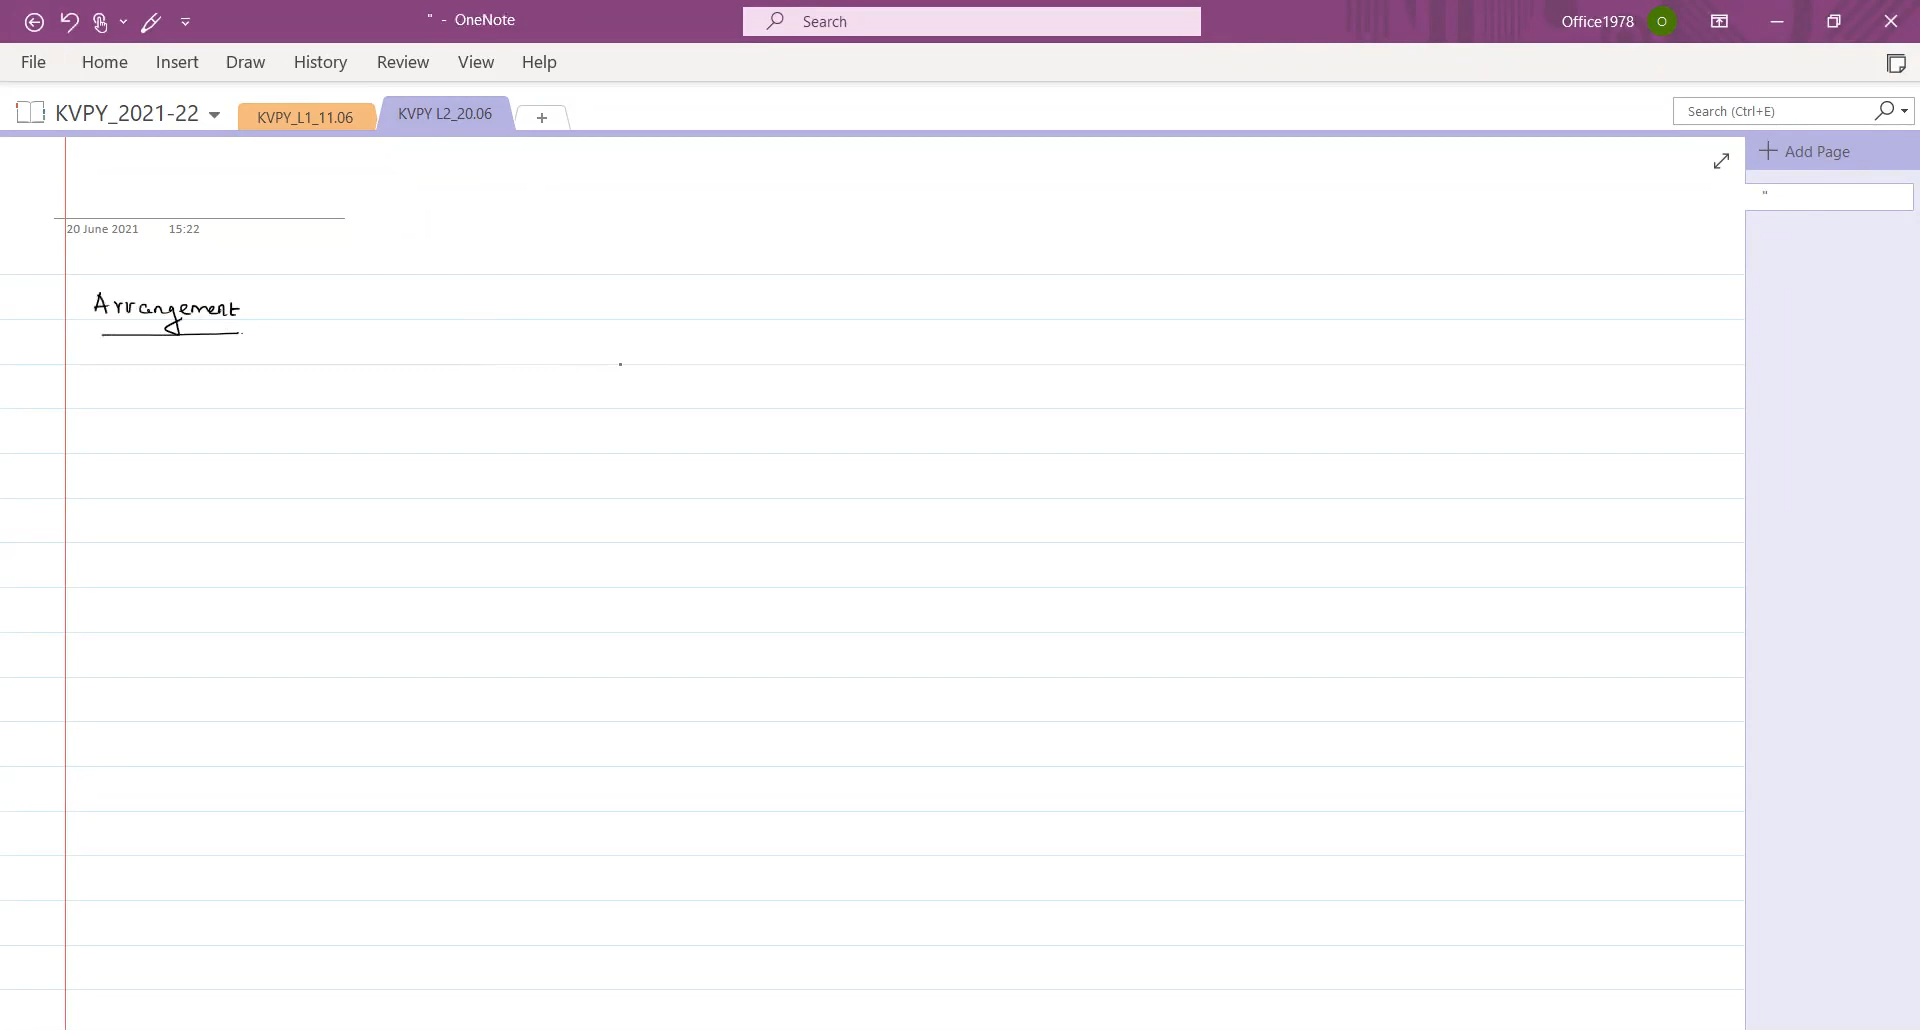 " - OneNote
Search
Office1978
O
File Home Insert Draw History Review View Help
KVPY_2021-22
KVPY_L1_11.06
KVPY L2_20.06
+
Search (Ctrl+E)
Add Page
"
20 June 2021 15:22
Arrangement